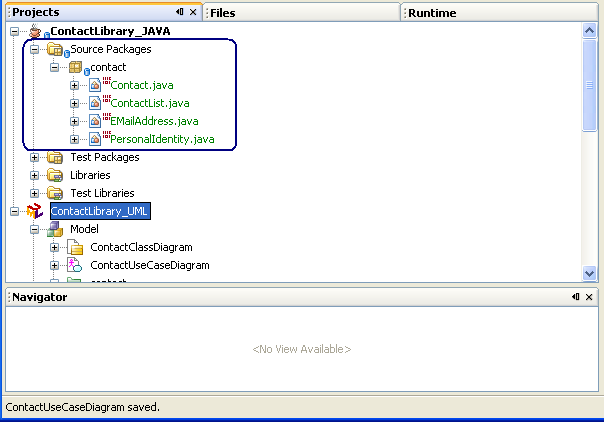 Projects
Files
Runtime
ContactLibrary_JAVA
Source Packages
contact
Contact.java
ContactList.java
EMailAddress.java
PersonalIdentity.java
Test Packages
Libraries
Test Libraries
ContactLibrary_UML
Model
ContactClassDiagram
ContactUseCaseDiagram
contact
Navigator
<No View Available>
ContactUseCaseDiagram saved.